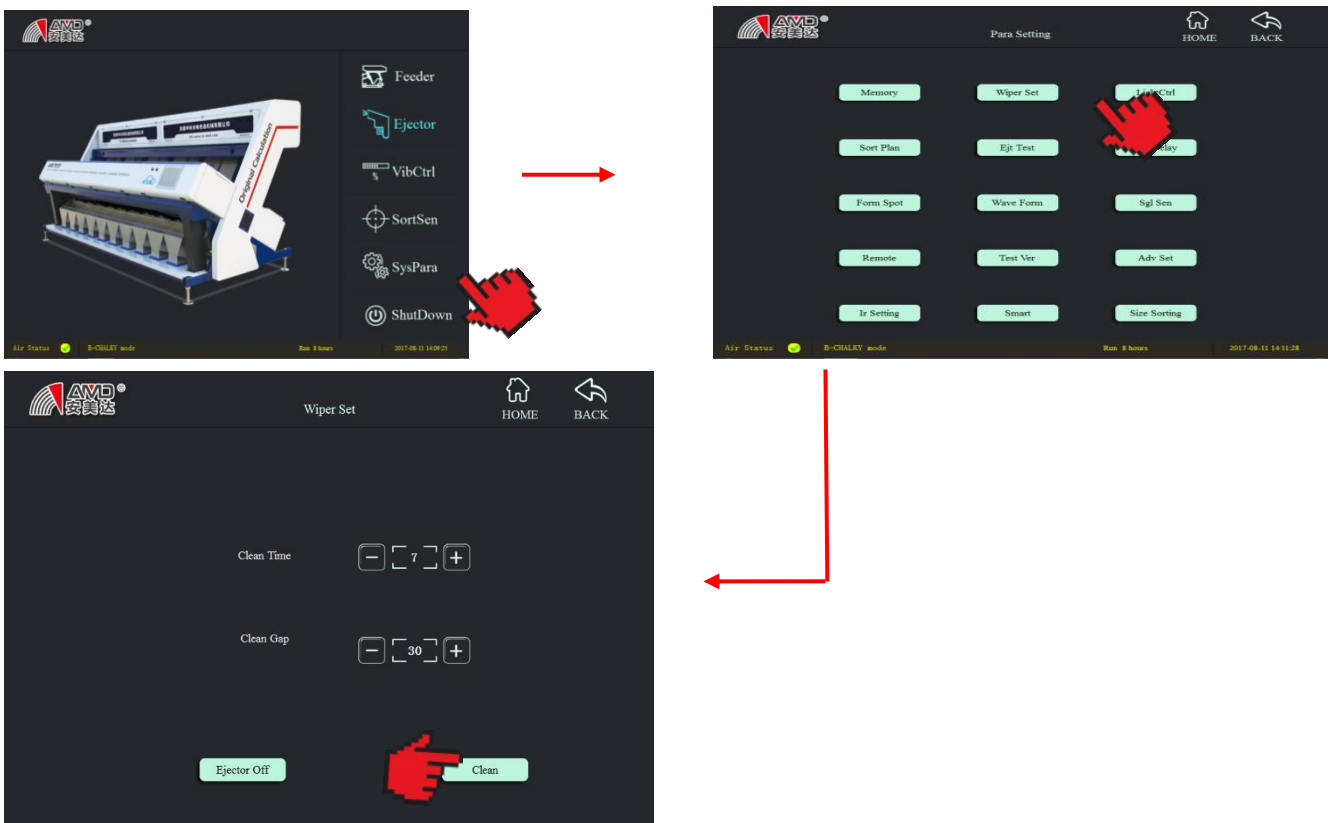 AMD®
安美达
Feeder
Ejector
VibCtrl
SortSen
SysPara
ShutDown
Original Calculation
Air Status
B-CHALKY mode
Run 8 hours
2017-08-11 14:09:25
AMD®
安美达
Para Setting
HOME
BACK
Memory
Wiper Set
Sort Plan
Ejt Test
Form Spot
Wave Form
Sgl Sen
Remote
Test Ver
Adv Set
Ir Setting
Smart
Size Sorting
Air Status
B-CHALKY mode
Run 8 hours
2017-08-11 14:11:28
AMD®
安美达
Wiper Set
HOME
BACK
Clean Time
7
Clean Gap
30
Ejector Off
Clean